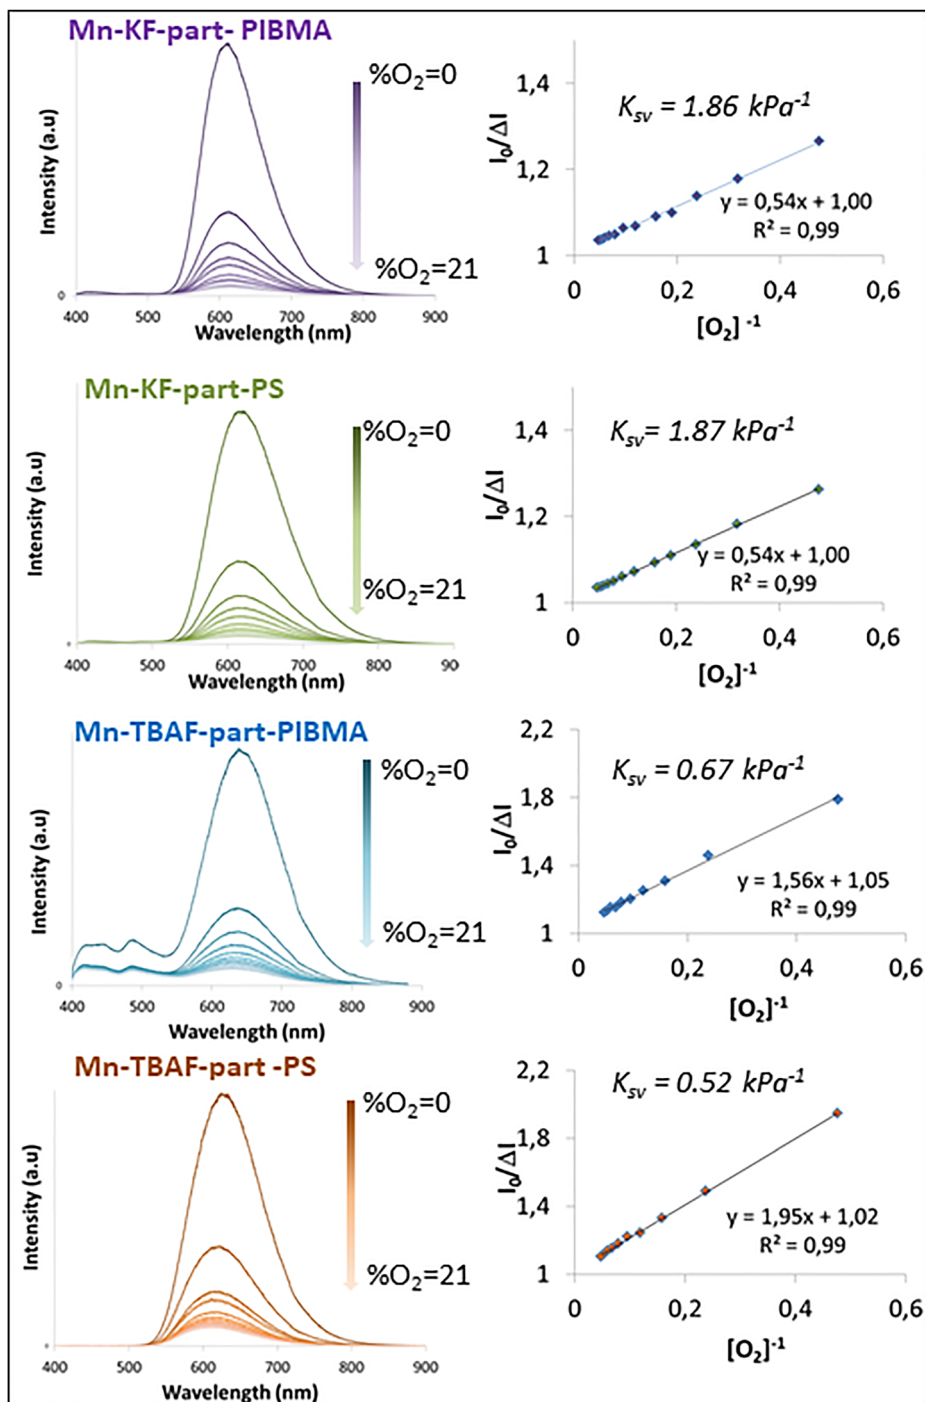 Mn-KF-part- PIBMA
Intensity (a.u)
%O₂=0
%O₂=21
0
400 500 600 700 800 900
Wavelength (nm)
I₀/ΔI
1,4
1,2
1
Kₛᵥ = 1.86 kPa⁻¹
y = 0,54x + 1,00
R² = 0,99
0 0,2 0,4 0,6
[O₂] ⁻¹
Mn-KF-part-PS
Intensity (a.u)
%O₂=0
%O₂=21
0
400 500 600 700 800 90
Wavelength (nm)
I₀/ΔI
1,4
1,2
1
Kₛᵥ= 1.87 kPa⁻¹
y = 0,54x + 1,00
R² = 0,99
0 0,2 0,4 0,6
[O₂]⁻¹
Mn-TBAF-part-PIBMA
Intensity (a.u)
%O₂=0
%O₂=21
0
400 500 600 700 800 900
Wavelength (nm)
I₀/ΔI
2,2
1,8
1,4
1
Kₛᵥ = 0.67 kPa⁻¹
y = 1,56x + 1,05
R² = 0,99
0 0,2 0,4 0,6
[O₂]⁻¹
Mn-TBAF-part -PS
Intensity (a.u)
%O₂=0
%O₂=21
400 500 600 700 800 900
Wavelength (nm)
I₀/ΔI
2,2
1,8
1,4
1
Kₛᵥ = 0.52 kPa⁻¹
y = 1,95x + 1,02
R² = 0,99
0 0,2 0,4 0,6
[O₂]⁻¹